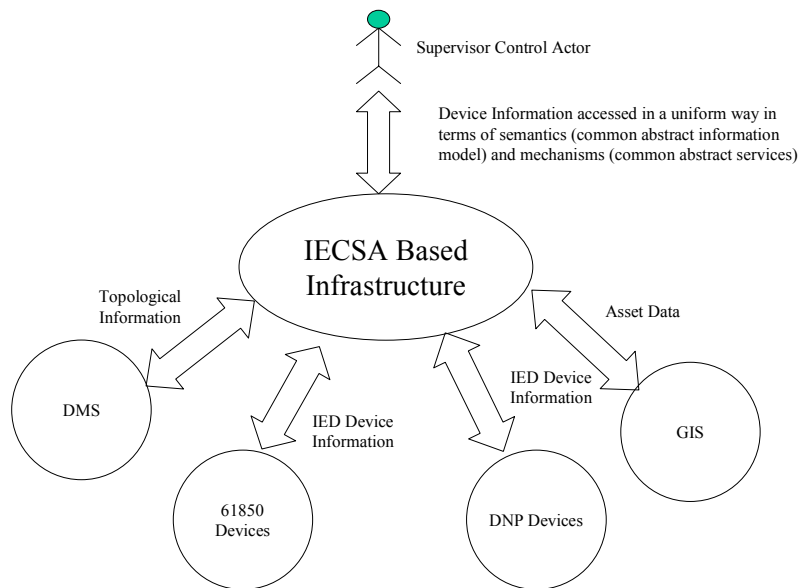 Supervisor Control Actor
Device Information accessed in a uniform way in
terms of semantics (common abstract information
model) and mechanisms (common abstract services)
IECSA Based
Infrastructure
Topological
Information
Asset Data
DMS
IED Device
Information
IED Device
Information
GIS
61850
Devices
DNP Devices